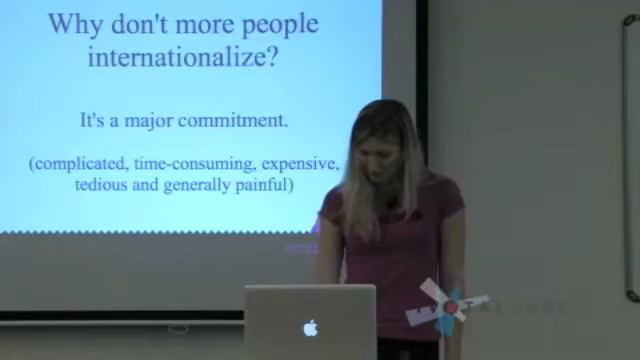 Why don't more people
internationalize?
It's a major commitment.
(complicated, time-consuming, expensive,
tedious and generally painful)